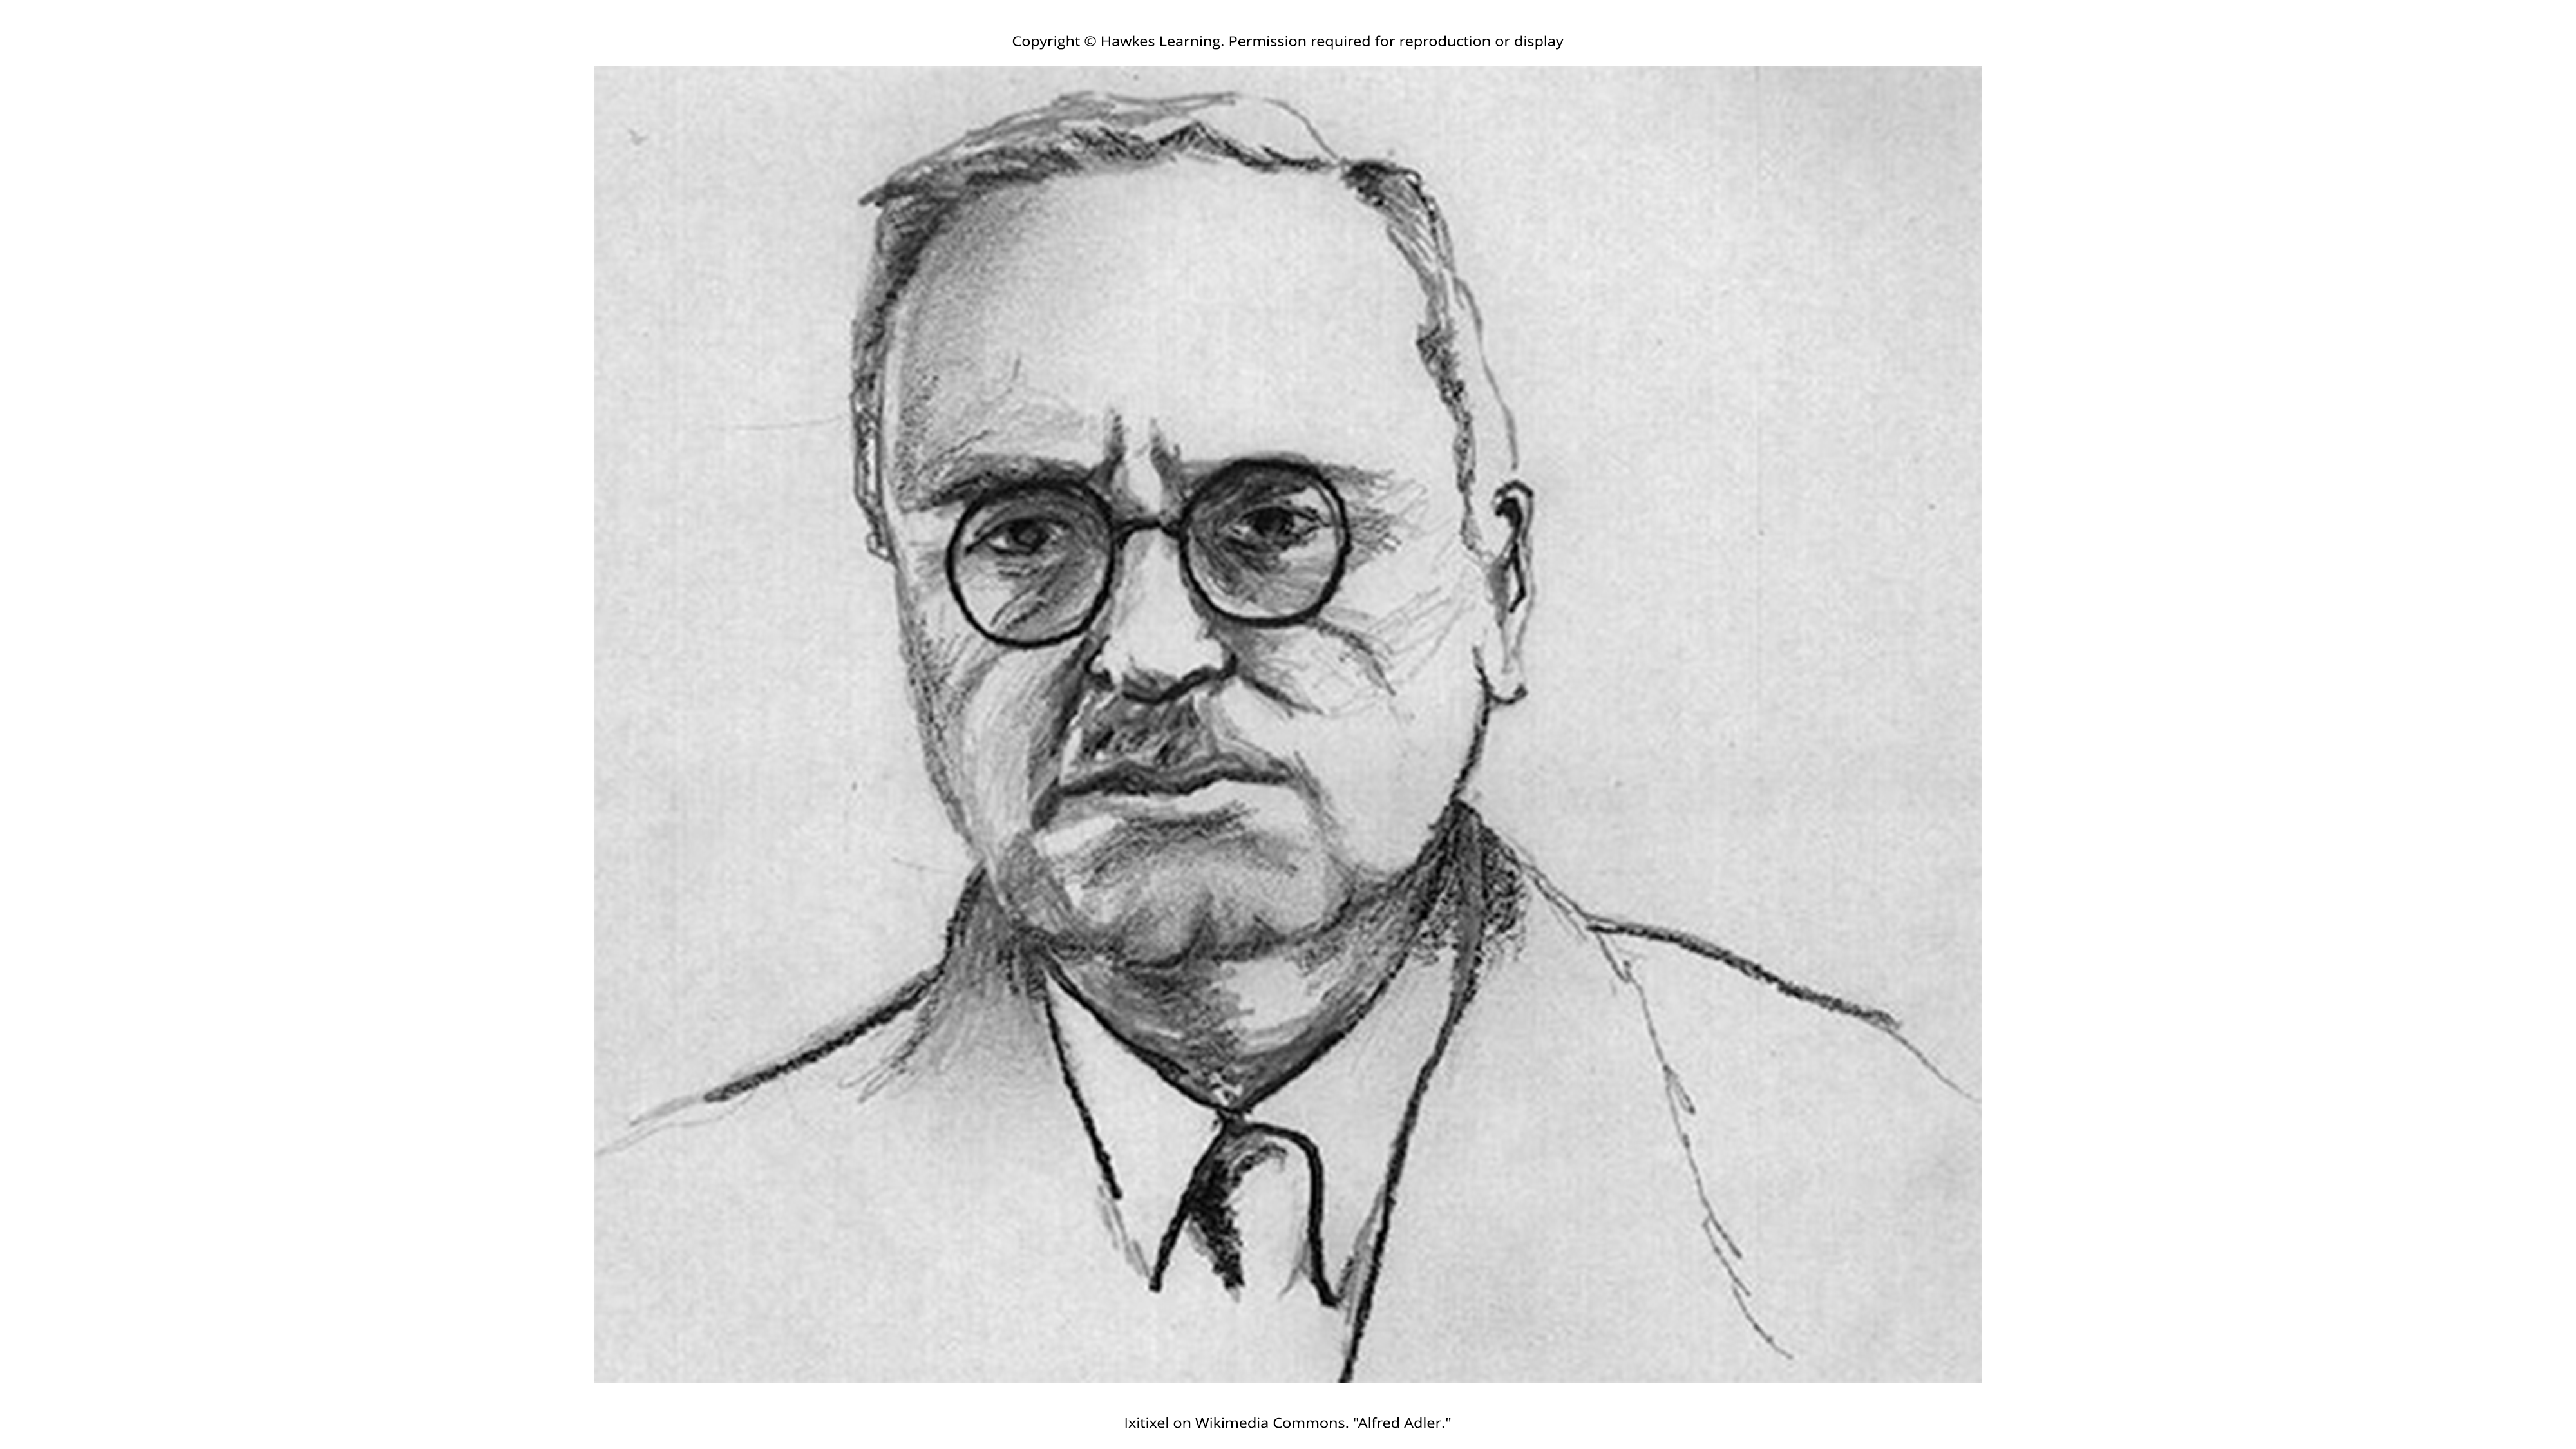 Copyright © Hawkes Learning. Permission required for reproduction or display
Ixitixel on Wikimedia Commons. "Alfred Adler."